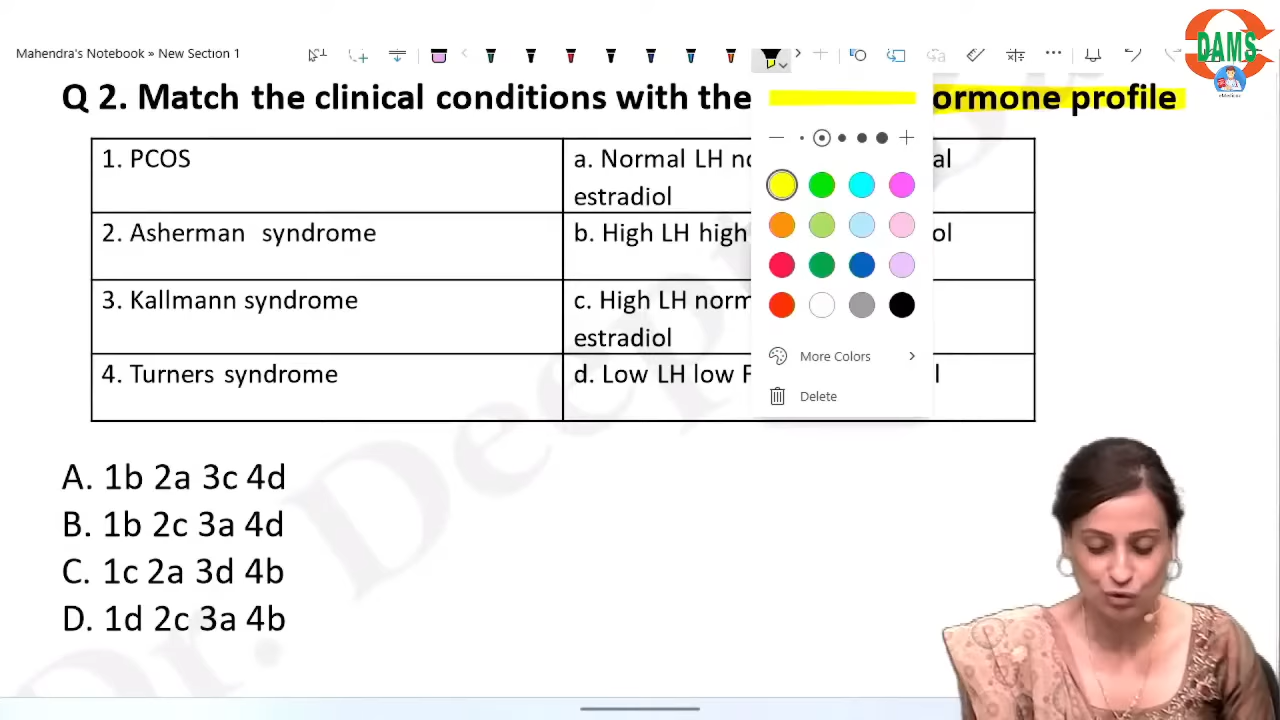 DAMS
Mahendra's Notebook » New Section 1
Q 2. Match the clinical conditions with the ormone profile
1. PCOS
a. Normal LH no al
estradiol
2. Asherman syndrome
b. High LH high ol
3. Kallmann syndrome
c. High LH norm
estradiol
4. Turners syndrome
d. Low LH low F l
More Colors
Delete
A. 1b 2a 3c 4d
B. 1b 2c 3a 4d
C. 1c 2a 3d 4b
D. 1d 2c 3a 4b
Dr. Deep